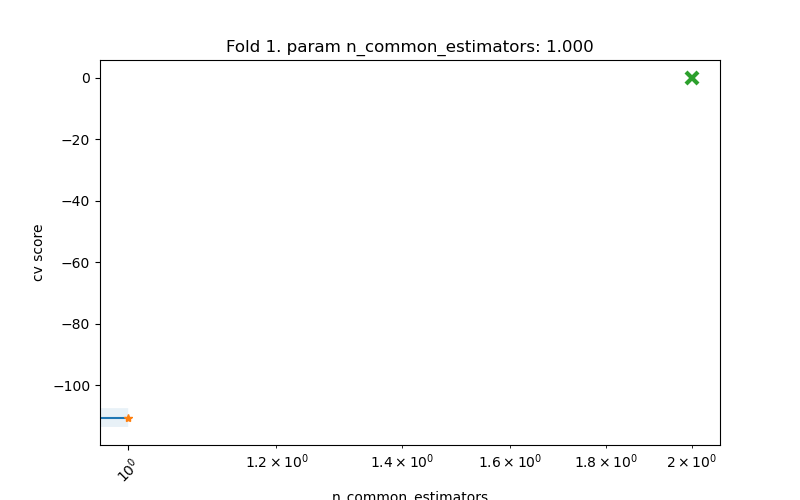 Fold 1. param n_common_estimators: 1.000
0
−20
−40
−60
−80
−100
cv score
10⁰
1.2 × 10⁰
1.4 × 10⁰
1.6 × 10⁰
1.8 × 10⁰
2 × 10⁰
n_common_estimators